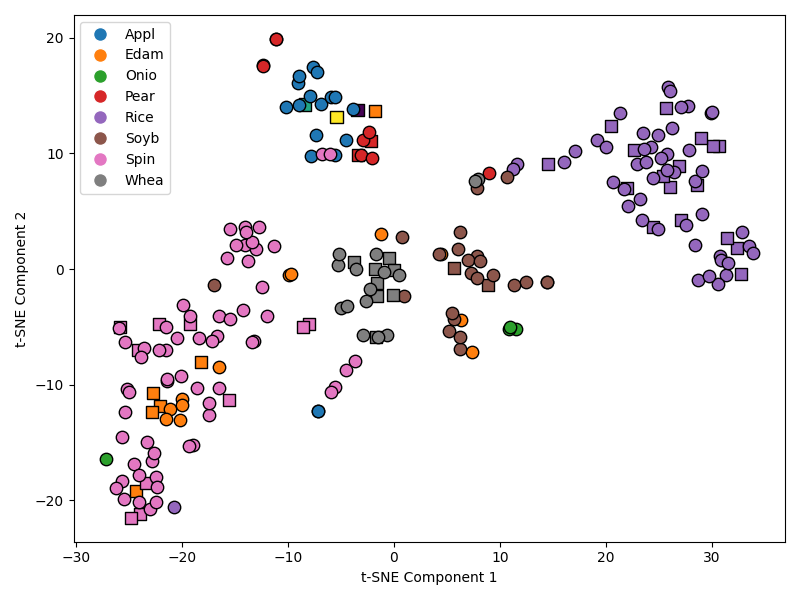 Appl
Edam
Onio
Pear
Rice
Soyb
Spin
Whea
20
10
0
−10
−20
−30
−20
−10
0
10
20
30
t-SNE Component 1
t-SNE Component 2